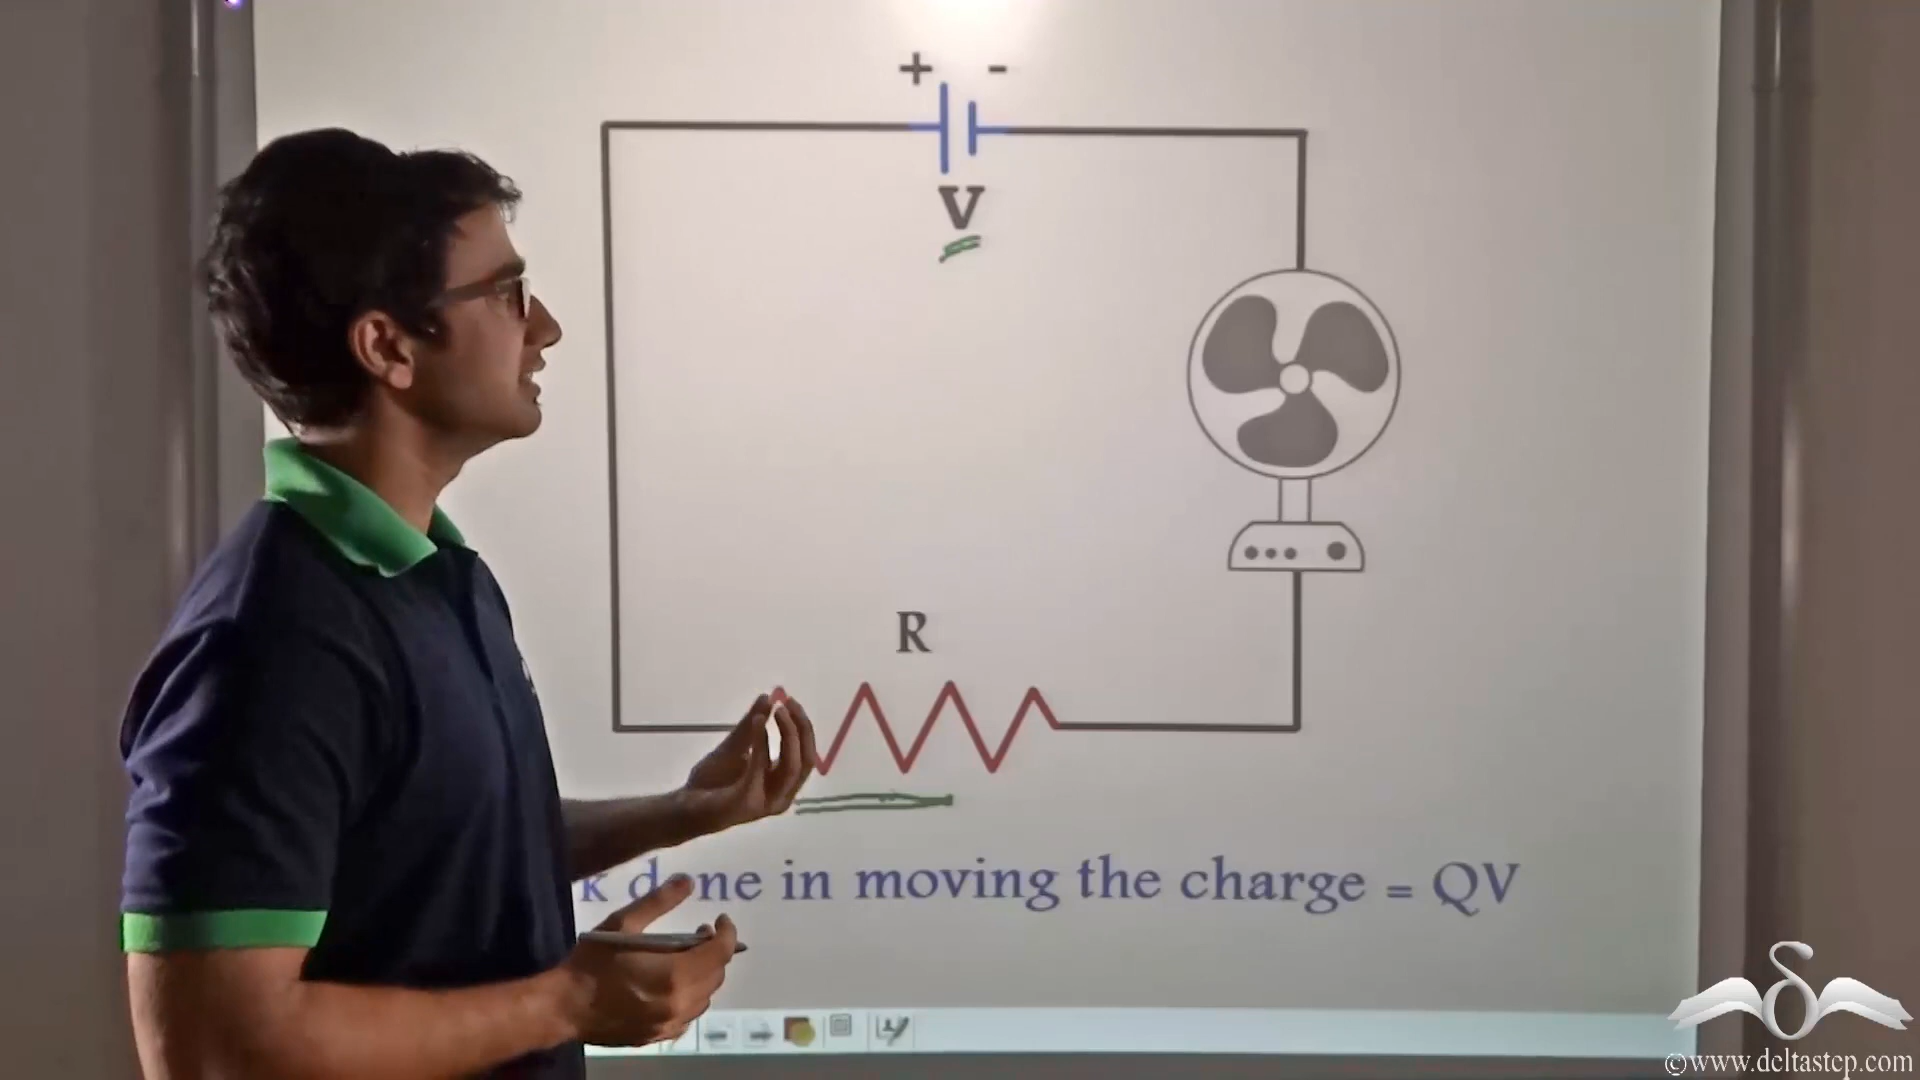 + -
V
R
done in moving the charge = QV
©www.deltastep.com